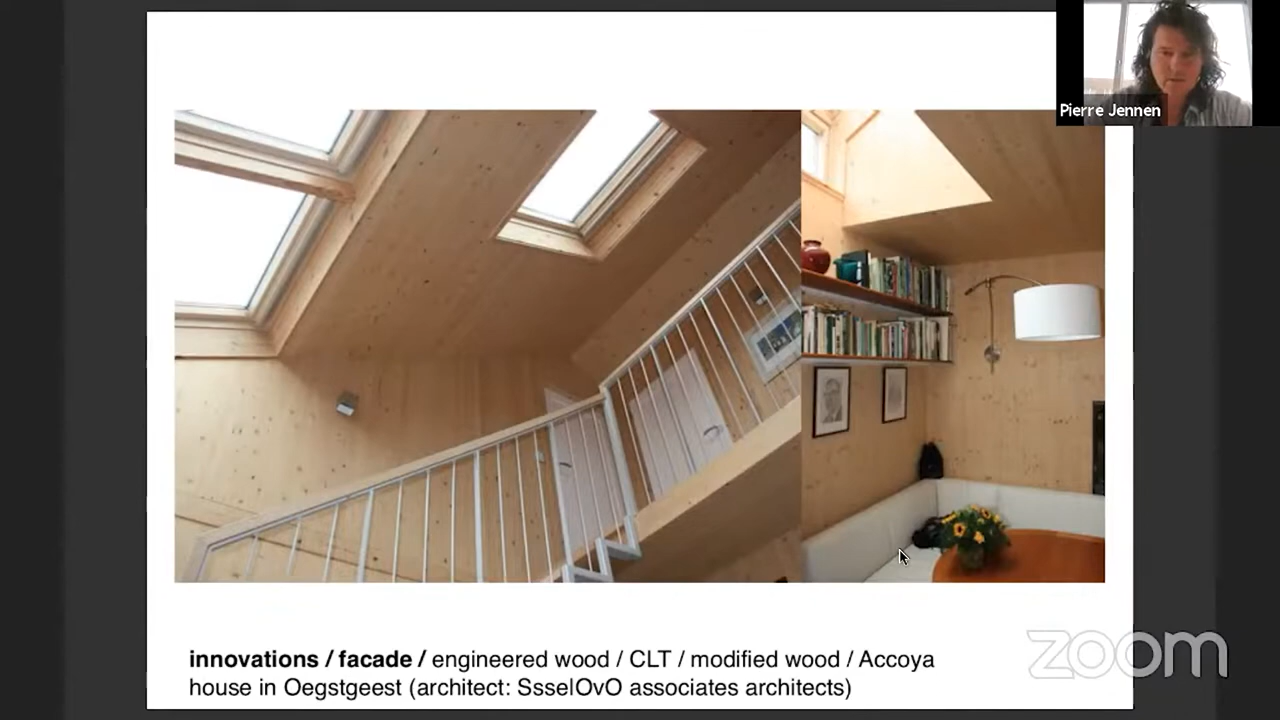 Pierre Jennen
innovations / facade / engineered wood / CLT / modified wood / Accoya
house in Oegstgeest (architect: SsselOvO associates architects)
zoom